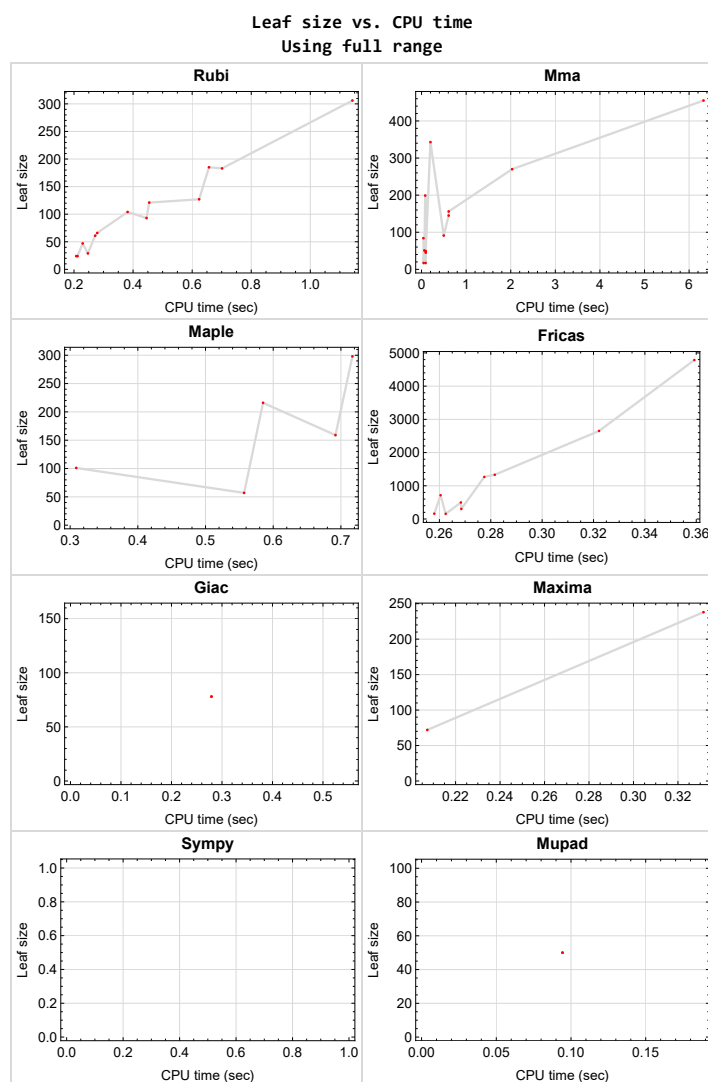 Leaf size vs. CPU time
Using full range
Rubi
Leaf size
300
250
200
150
100
50
0
0.2 0.4 0.6 0.8 1.0
CPU time (sec)
Mma
Leaf size
400
300
200
100
0
0 1 2 3 4 5 6
CPU time (sec)
Maple
Leaf size
300
250
200
150
100
50
0
0.3 0.4 0.5 0.6 0.7
CPU time (sec)
Fricas
Leaf size
5000
4000
3000
2000
1000
0
0.26 0.28 0.30 0.32 0.34 0.36
CPU time (sec)
Giac
Leaf size
150
100
50
0
0.0 0.1 0.2 0.3 0.4 0.5
CPU time (sec)
Maxima
Leaf size
250
200
150
100
50
0
0.22 0.24 0.26 0.28 0.30 0.32
CPU time (sec)
Sympy
Leaf size
1.0
0.8
0.6
0.4
0.2
0.0
0.0 0.2 0.4 0.6 0.8 1.0
CPU time (sec)
Mupad
Leaf size
100
80
60
40
20
0
0.00 0.05 0.10 0.15
CPU time (sec)